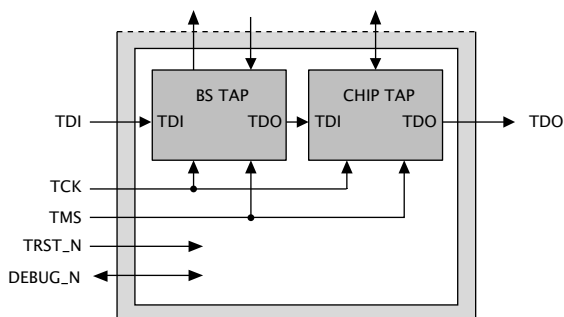 BS TAP
CHIP TAP
TDI
TDI
TDO
TDI
TDO
TDO
TCK
TMS
TRST_N
DEBUG_N